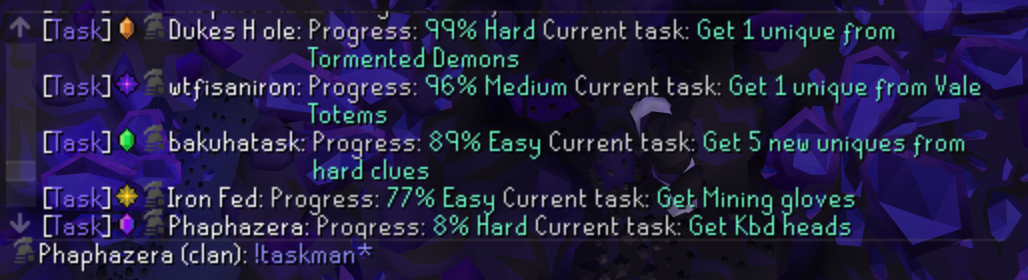 [Task] Dukes H ole: Progress: 99% Hard Current task: Get 1 unique from
Tormented Demons
[Task] wtfisaniron: Progress: 96% Medium Current task: Get 1 unique from Vale
Totems
[Task] bakuhatask: Progress: 89% Easy Current task: Get 5 new uniques from
hard clues
[Task] Iron Fed: Progress: 77% Easy Current task: Get Mining gloves
[Task] Phaphazera: Progress: 8% Hard Current task: Get Kbd heads
Phaphazera (clan): !taskman*